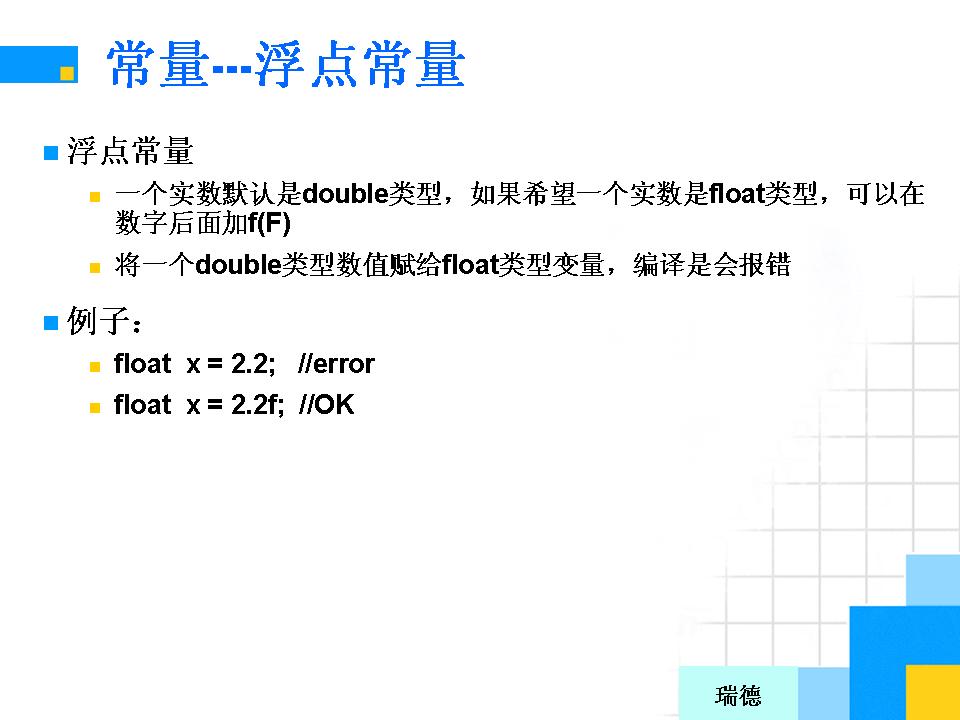 常量---浮点常量
浮点常量
一个实数默认是double类型，如果希望一个实数是float类型，可以在
数字后面加f(F)
将一个double类型数值赋给float类型变量，编译是会报错
例子：
float  x = 2.2;   //error
float  x = 2.2f;  //OK
瑞德